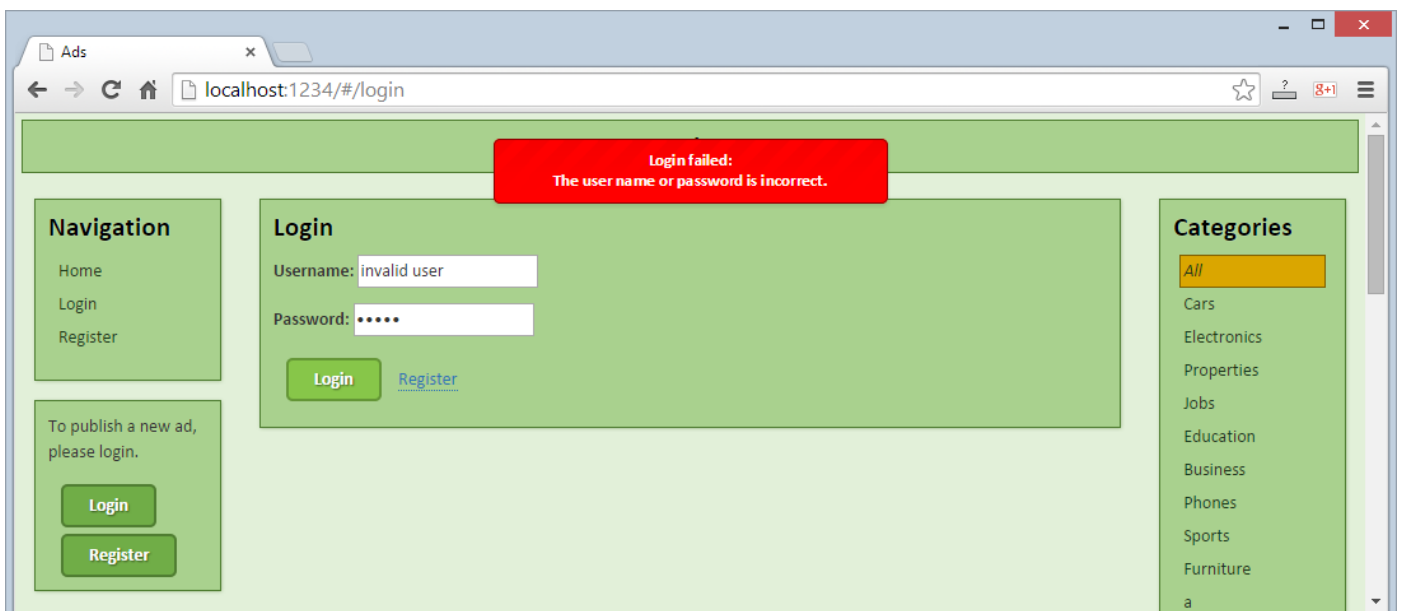 Ads
localhost:1234/#/login
?
g+1
Login failed:
The user name or password is incorrect.
Navigation
Home
Login
Register
To publish a new ad,
please login.
Login
Register
Login
Username: invalid user
Password: •••••
Login Register
Categories
All
Cars
Electronics
Properties
Jobs
Education
Business
Phones
Sports
Furniture
a